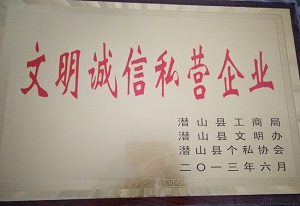 文明诚信私营企业
潜山县工商局
潜山县文明办
潜山县个私协会
二〇一三年六月